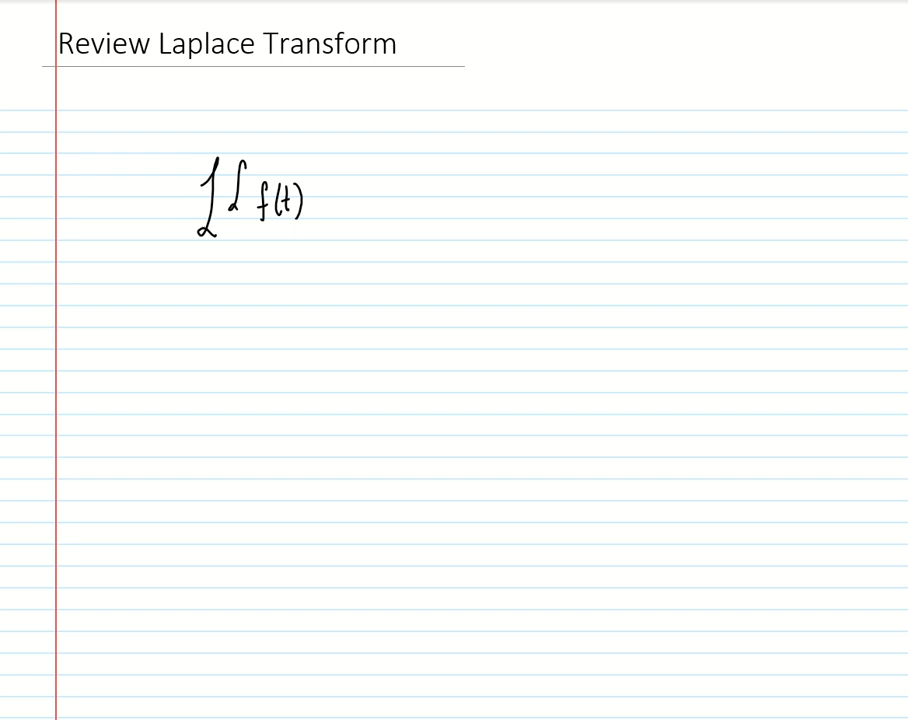 Review Laplace Transform
ℒ ∫ f(t)